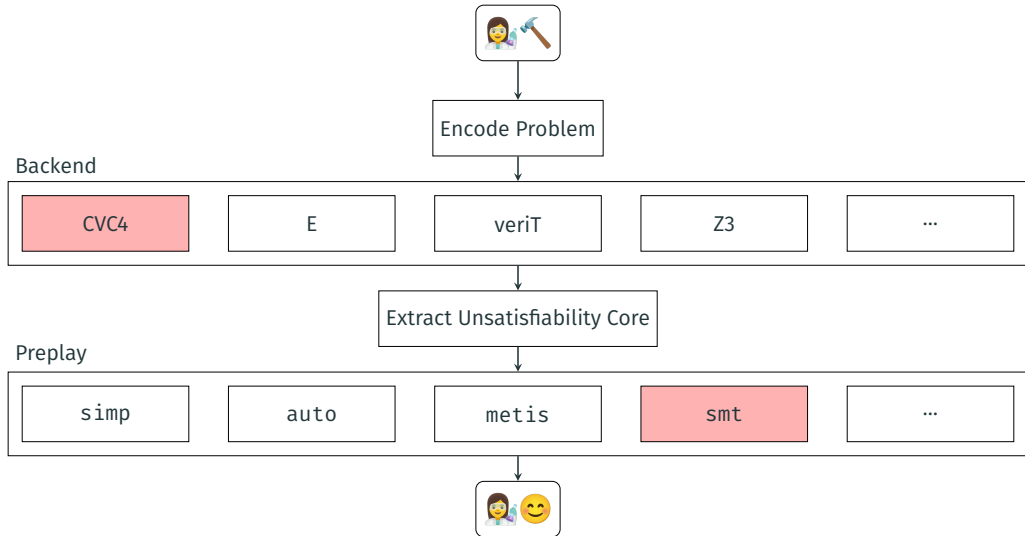 Encode Problem
Backend
CVC4
E
veriT
Z3
...
Extract Unsatisfiability Core
Preplay
simp
auto
metis
smt
...